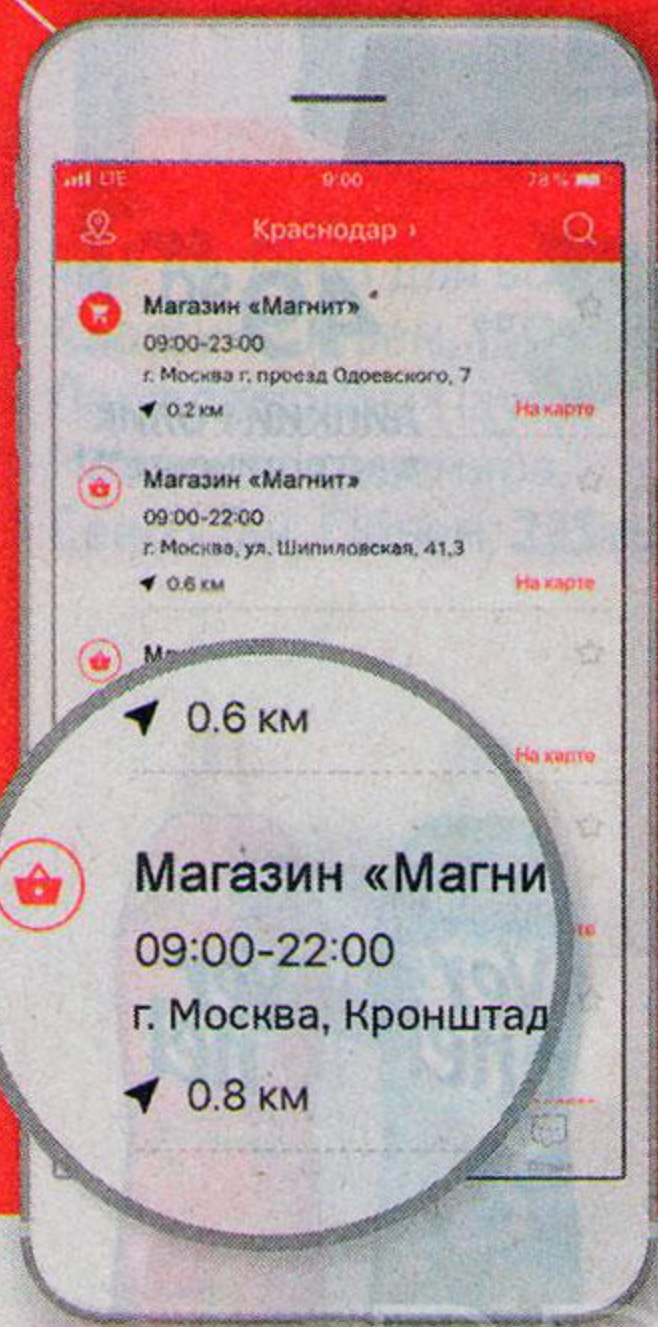 LTE 9:00 78 %
Краснодар ›
Магазин «Магнит»
09:00-23:00
г. Москва г, проезд Одоевского, 7
0.2 км На карте
Магазин «Магнит»
09:00-22:00
г. Москва, ул. Шипиловская, 41,3
0.6 км На карте
0.6 км
На карте
Магазин «Магни
09:00-22:00
г. Москва, Кронштад
0.8 км